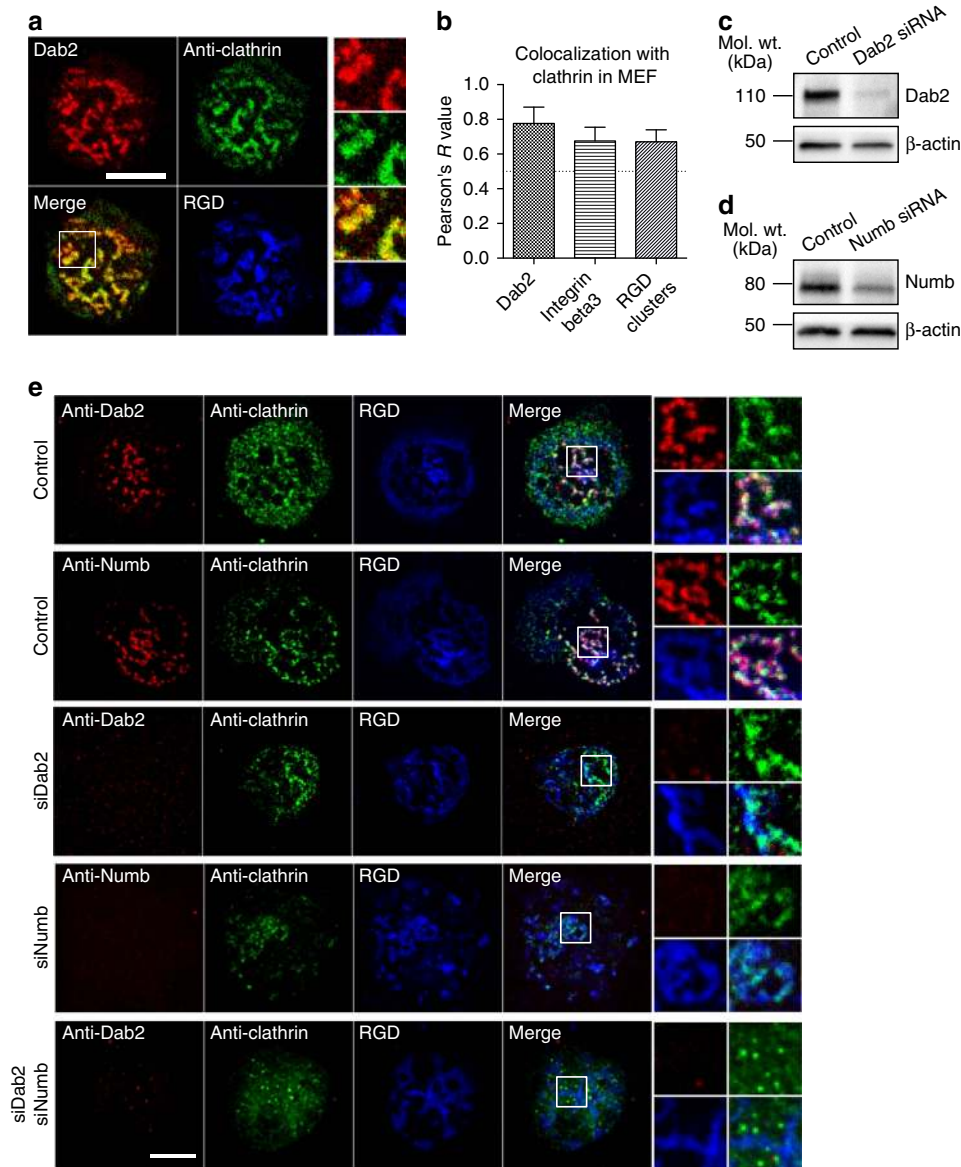 a
Dab2
Anti-clathrin
Merge
RGD
b
Colocalization with
clathrin in MEF
Pearson's R value
1.0
0.8
0.6
0.4
0.2
0.0
Dab2
Integrin
beta3
RGD
clusters
c
Mol. wt.
(kDa)
Control
Dab2 siRNA
110
Dab2
50
β-actin
d
Mol. wt.
(kDa)
Control
Numb siRNA
80
Numb
50
β-actin
e
Control
Anti-Dab2
Anti-clathrin
RGD
Merge
Control
Anti-Numb
Anti-clathrin
RGD
Merge
siDab2
Anti-Dab2
Anti-clathrin
RGD
Merge
siNumb
Anti-Numb
Anti-clathrin
RGD
Merge
siDab2
siNumb
Anti-Dab2
Anti-clathrin
RGD
Merge